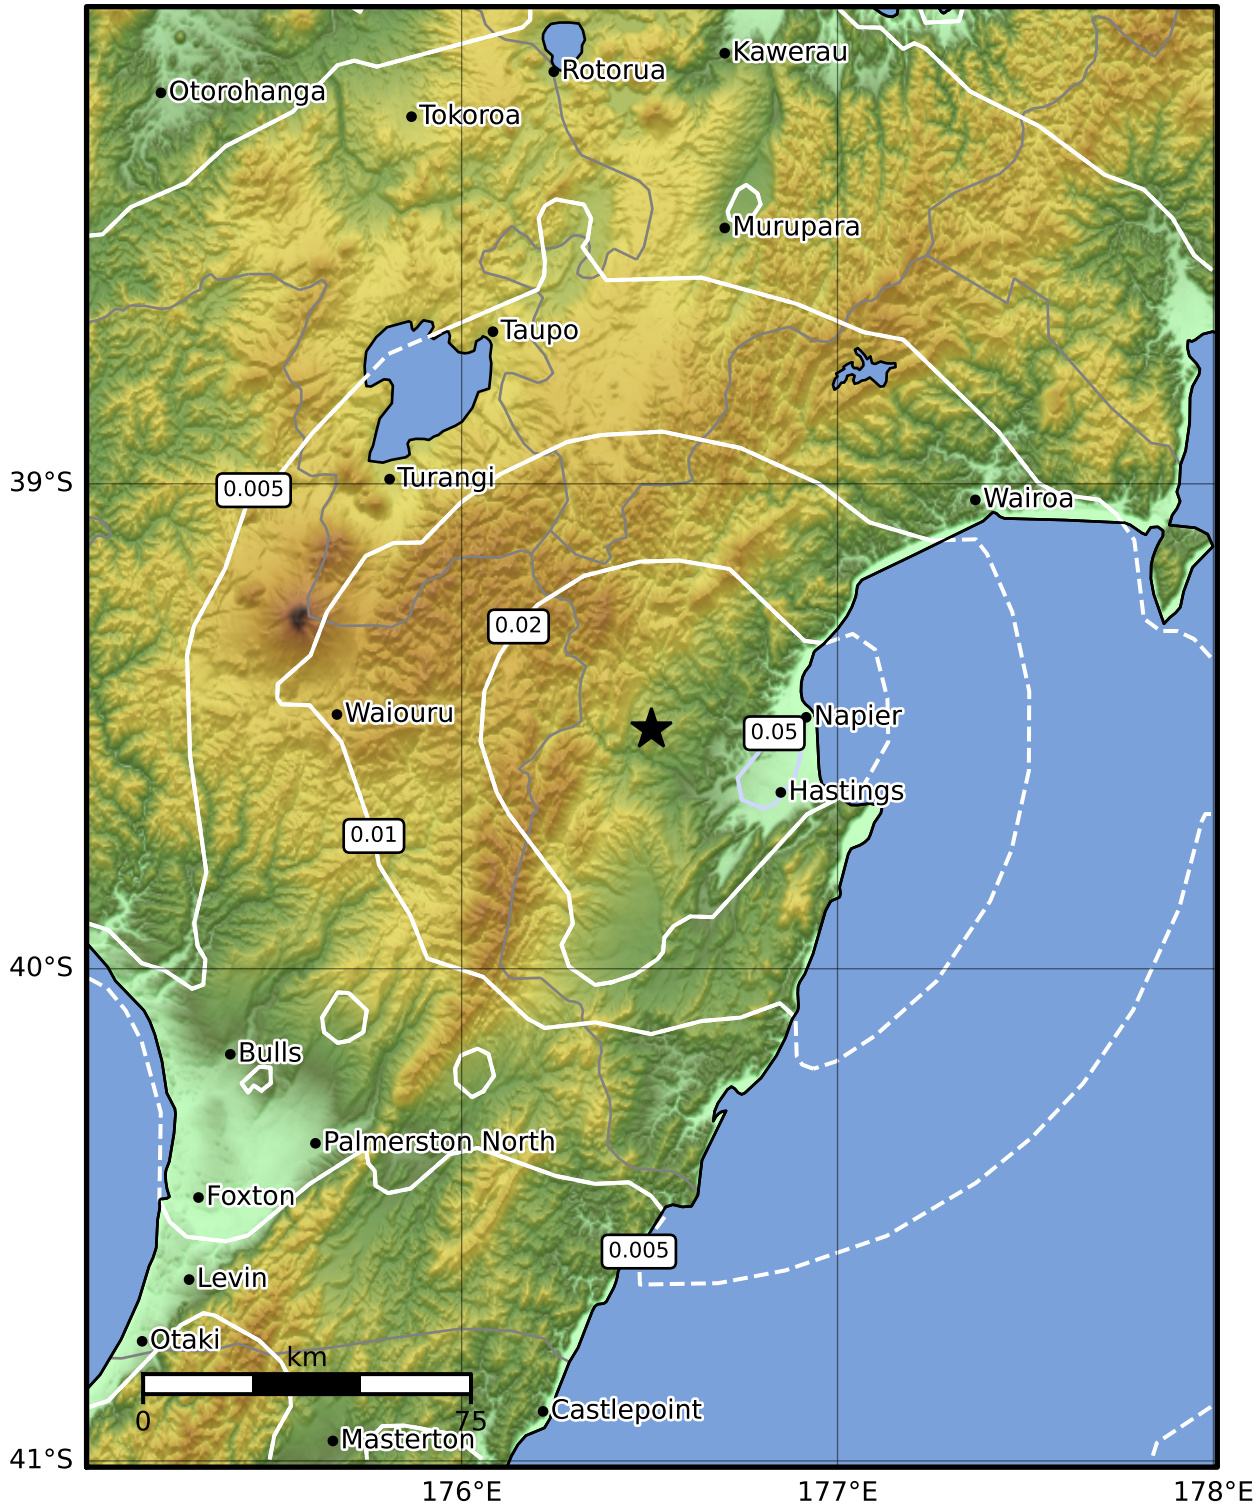 Kawerau
Rotorua
Otorohanga
Tokoroa
Murupara
Taupo
39°S
0.005
Turangi
Wairoa
0.02
Waiouru
Napier
0.05
Hastings
0.01
40°S
Bulls
Palmerston North
Foxton
0.005
Levin
Otaki
km
0 75
Castlepoint
Masterton
41°S
176°E 177°E 178°E